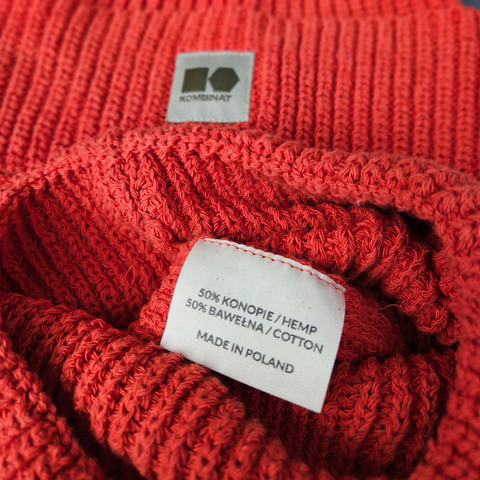 KOMBINAT
50% KONOPIE / HEMP
50% BAWEŁNA / COTTON
MADE IN POLAND